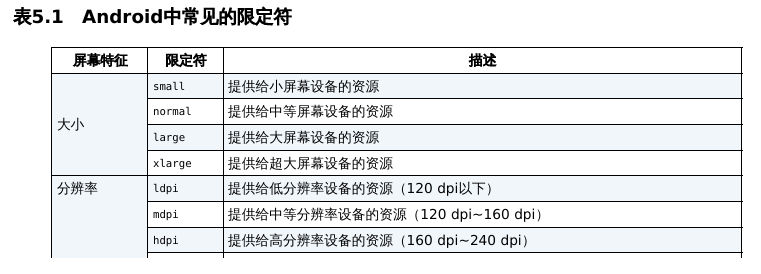 表5.1 Android中常见的限定符
屏幕特征 限定符 描述
大小
small 提供给小屏幕设备的资源
normal 提供给中等屏幕设备的资源
large 提供给大屏幕设备的资源
xlarge 提供给超大屏幕设备的资源
分辨率 ldpi 提供给低分辨率设备的资源（120 dpi以下）
mdpi 提供给中等分辨率设备的资源（120 dpi~160 dpi）
hdpi 提供给高分辨率设备的资源（160 dpi~240 dpi）